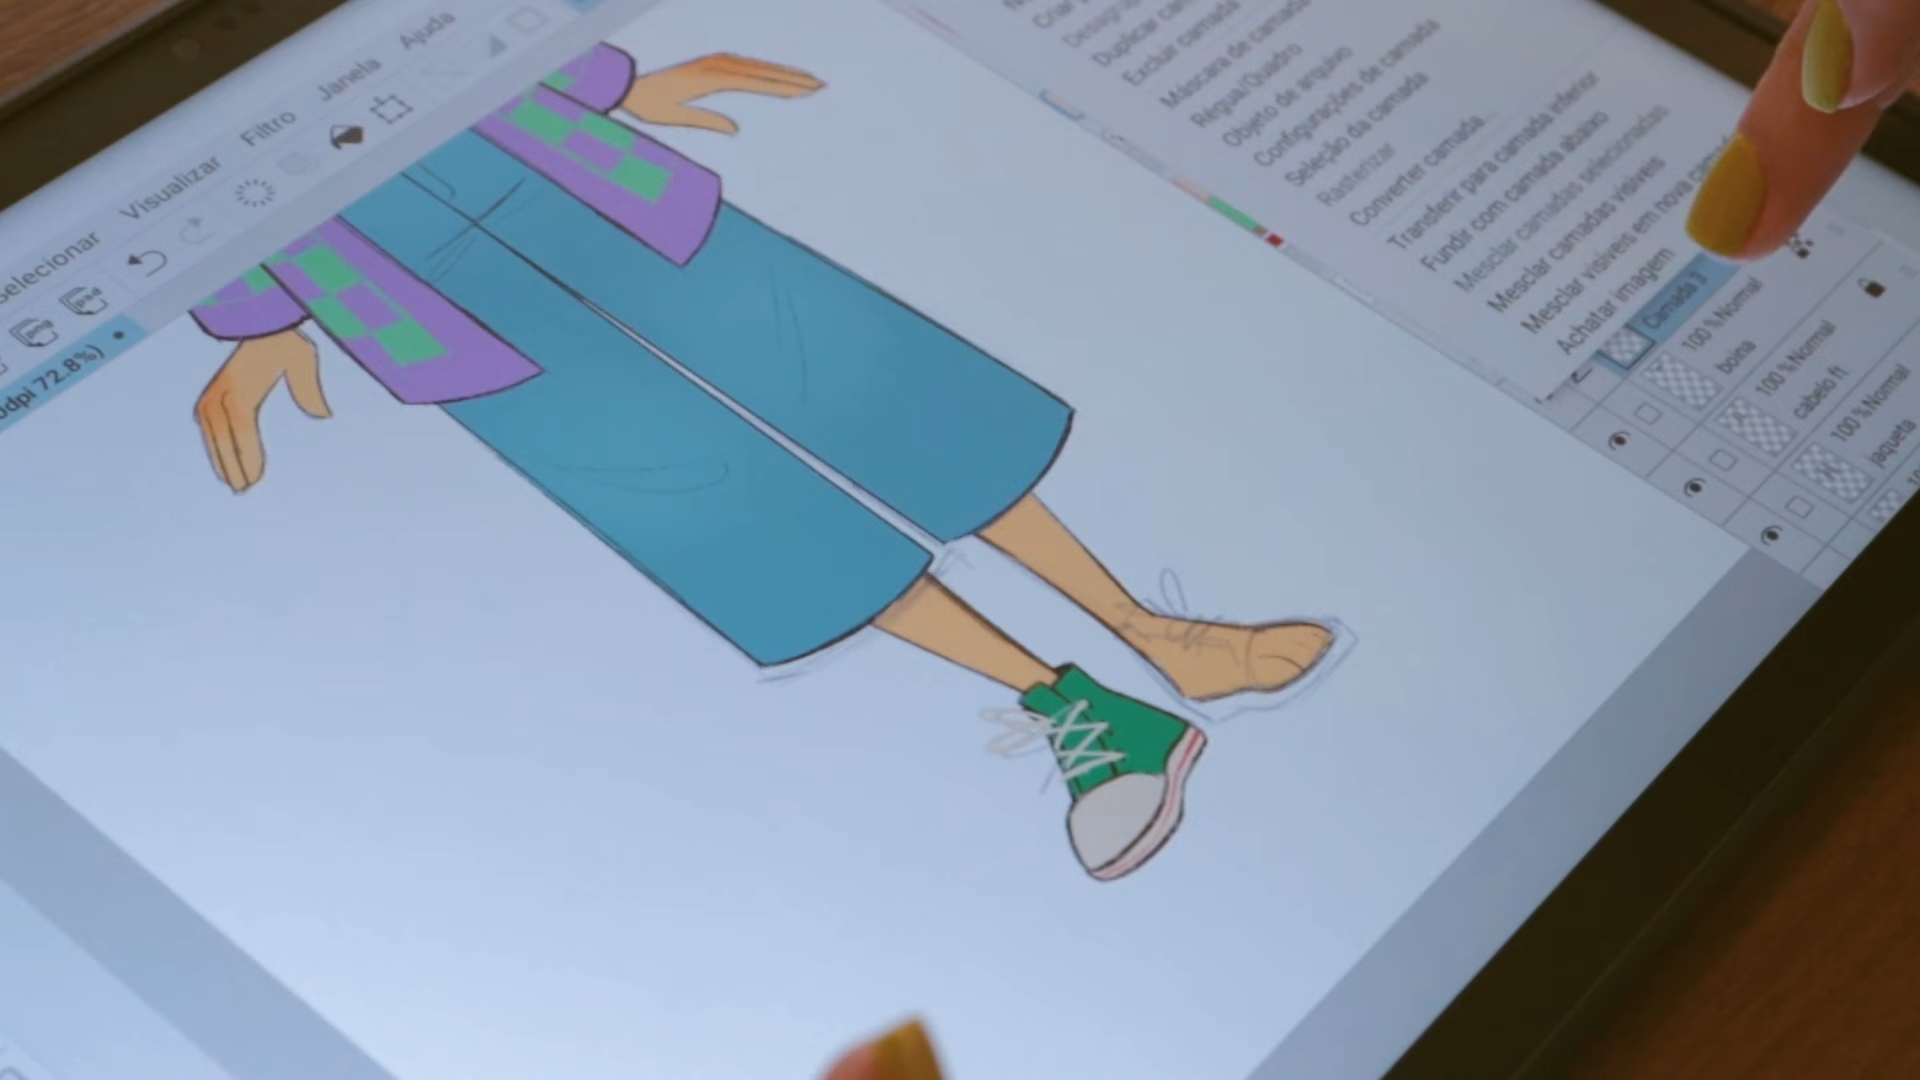 Selecionar
Visualizar
Filtro
Janela
Ajuda
dpi 72.8%)
Duplicar
Excluir camada
Máscara de camada
Régua/Quadro
Objeto de arquivo
Configurações de camada
Seleção da camada
Rasterizar
Converter camada...
Transferir para camada inferior
Fundir com camada abaixo
Mesclar camadas selecionadas
Mesclar camadas visíveis
Mesclar visíveis em nova
Achatar imagem
Camada 3
100 % Normal
boina
100 % Normal
cabelo ft
100 % Normal
jaqueta